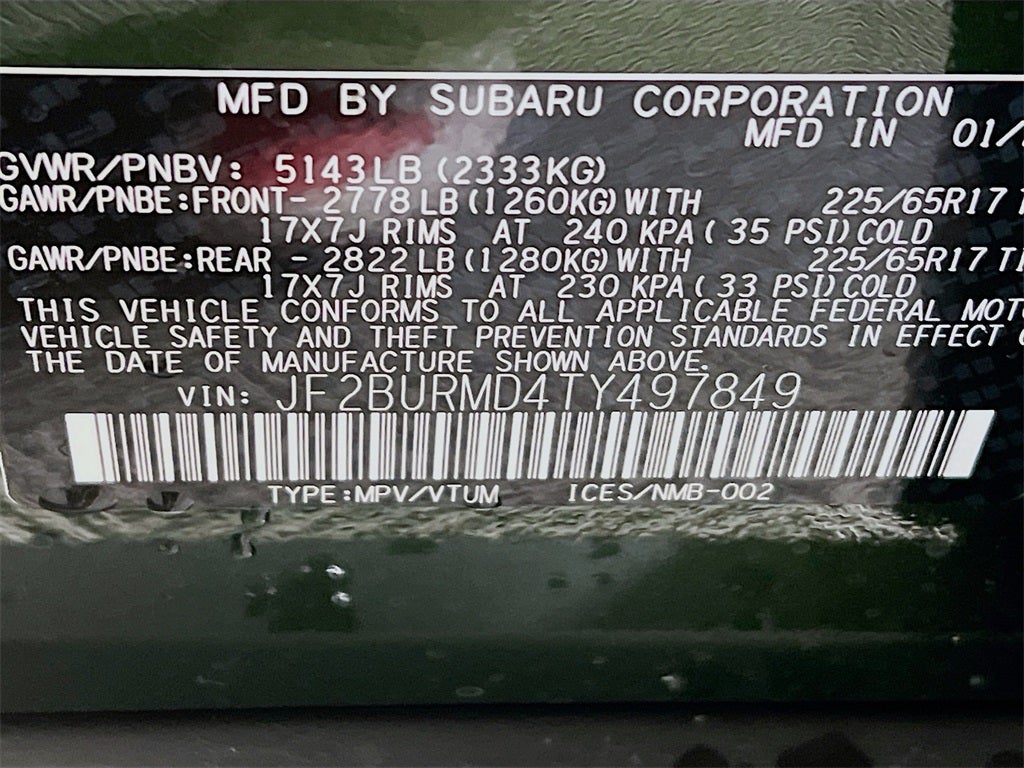 MFD BY SUBARU CORPORATION
MFD IN 01/
GVWR/PNBV: 5143LB (2333KG)
GAWR/PNBE:FRONT- 2778 LB (1260KG) WITH 225/65R17
17X7J RIMS AT 240 KPA( 35 PSI)COLD
GAWR/PNBE:REAR - 2822 LB (1280KG) WITH 225/65R17 TI
17X7J RIMS AT 230 KPA( 33 PSI)COLD
THIS VEHICLE CONFORMS TO ALL APPLICABLE FEDERAL MOT
VEHICLE SAFETY AND THEFT PREVENTION STANDARDS IN EFFECT
THE DATE OF MANUFACTURE SHOWN ABOVE.
VIN: JF2BURMD4TY497849
TYPE:MPV/VTUM ICES/NMB-002